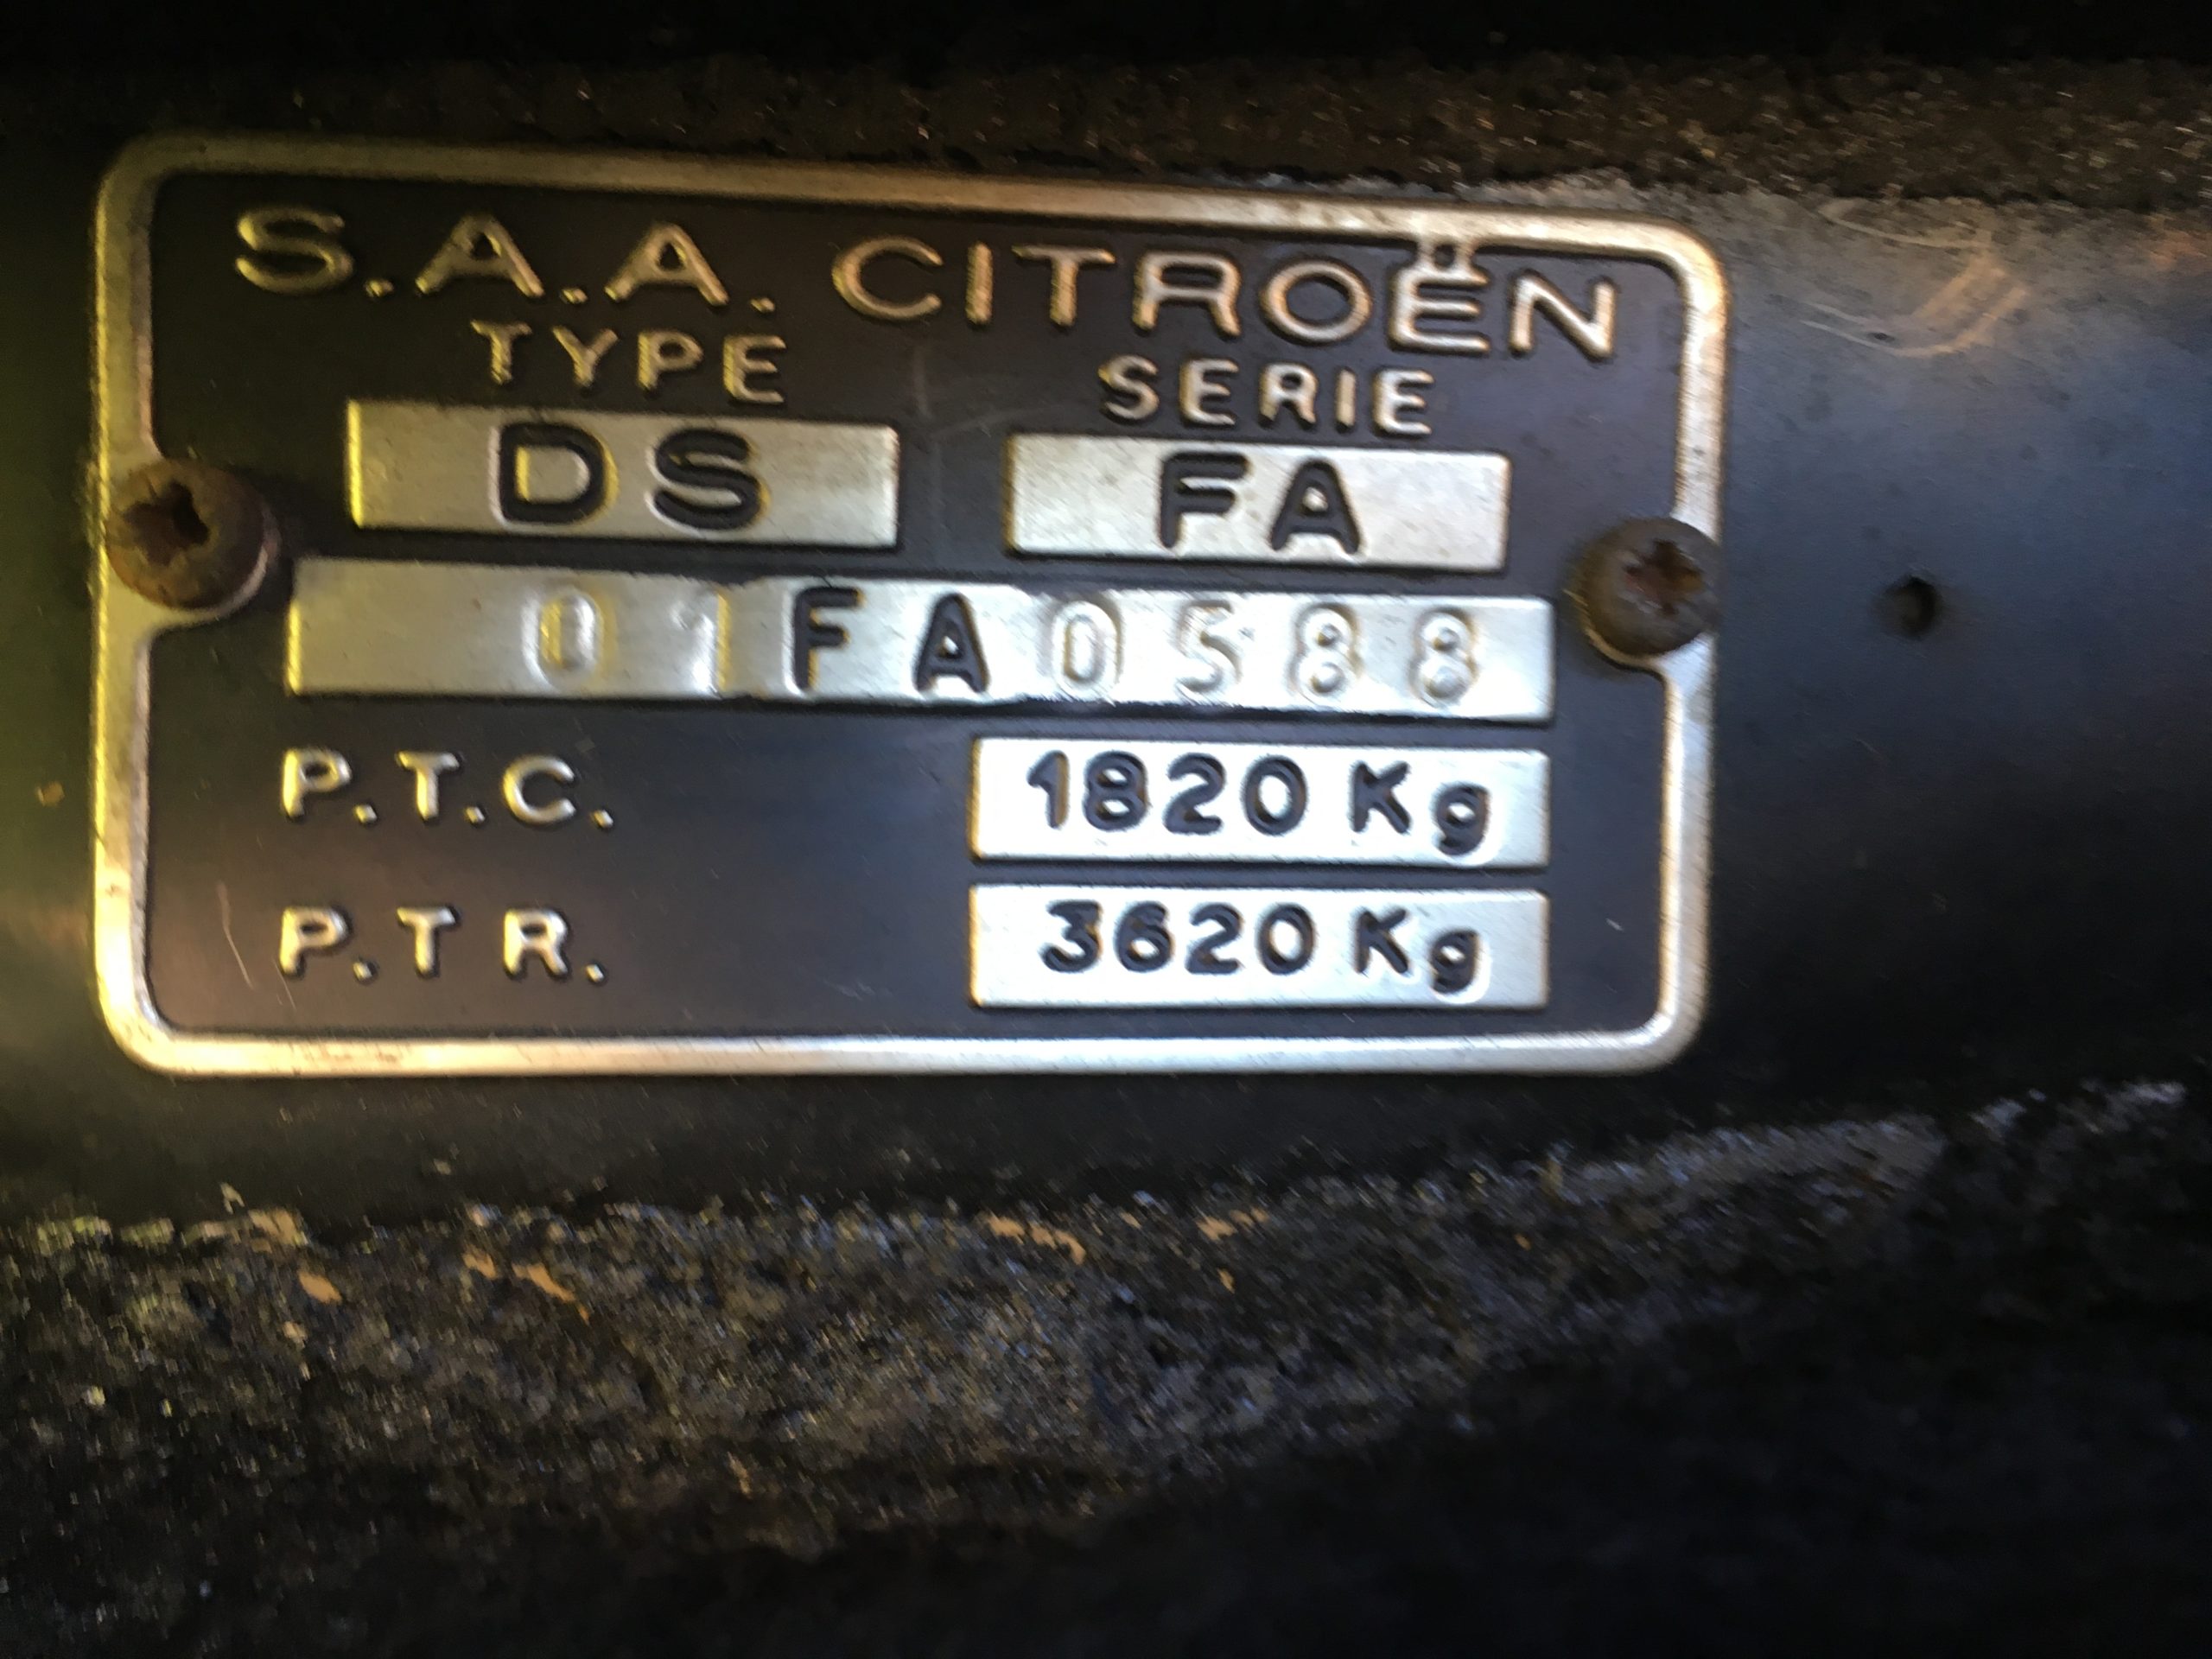 S.A.A. CITROËN
TYPE SERIE
DS FA
01FA0588
P.T.C. 1820 Kg
P.T R. 3620 Kg